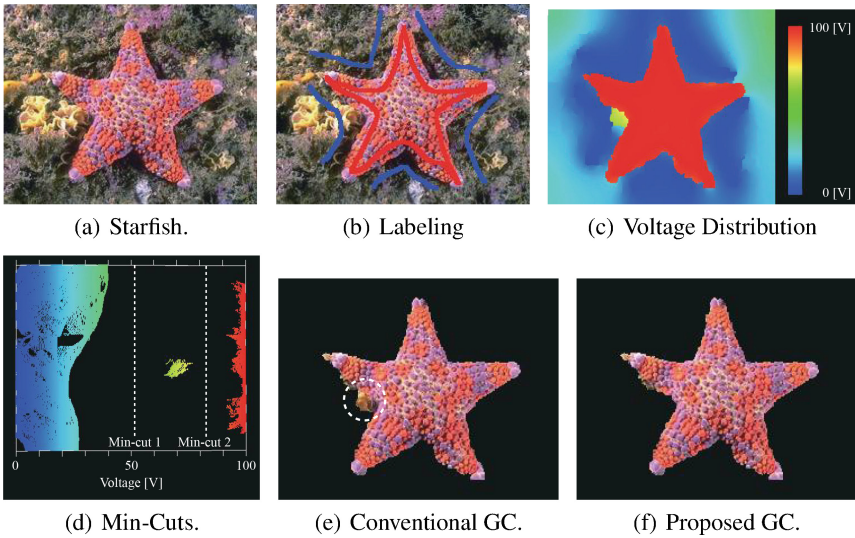 100 [V]
0 [V]
(a) Starfish.
(b) Labeling
(c) Voltage Distribution
Min-cut 1
Min-cut 2
0
50
100
Voltage [V]
(d) Min-Cuts.
(e) Conventional GC.
(f) Proposed GC.